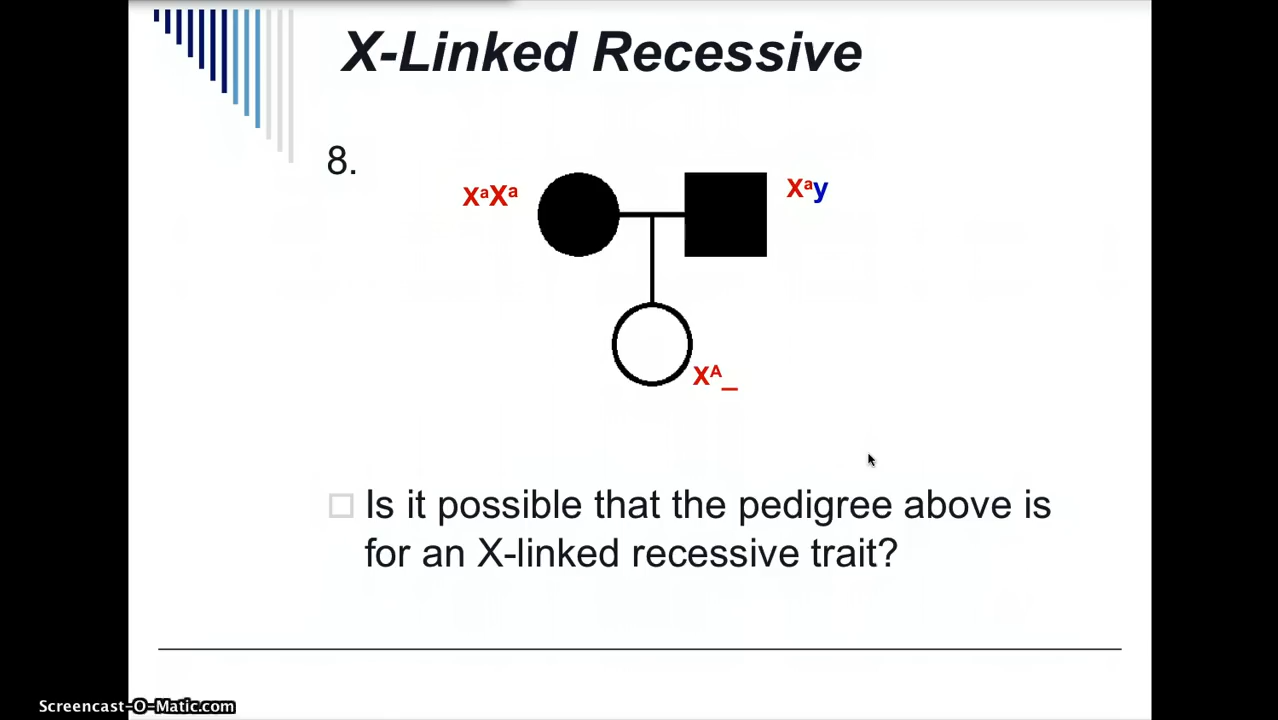 X-Linked Recessive
8.
XᵃXᵃ
Xᵃy
Xᴬ_
Is it possible that the pedigree above is
for an X-linked recessive trait?
Screencast-O-Matic.com